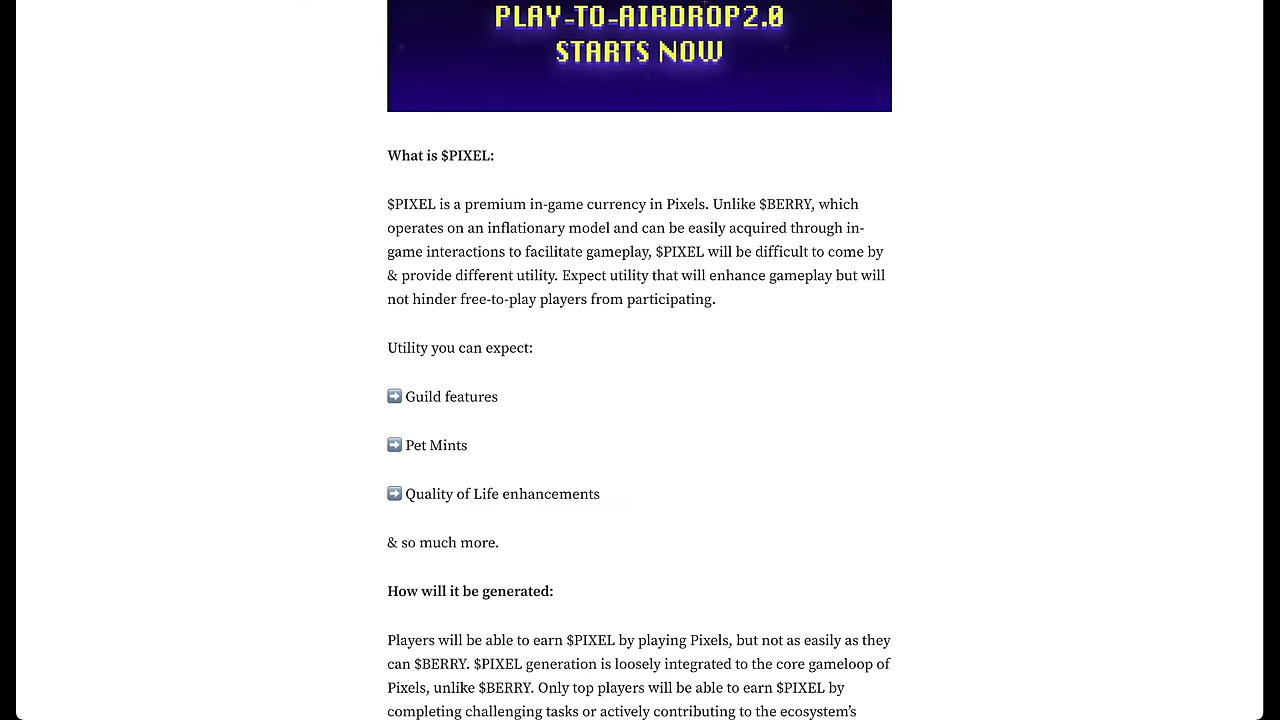 PLAY-TO-AIRDROP2.0
STARTS NOW
What is $PIXEL:
$PIXEL is a premium in-game currency in Pixels. Unlike $BERRY, which
operates on an inflationary model and can be easily acquired through in-
game interactions to facilitate gameplay, $PIXEL will be difficult to come by
& provide different utility. Expect utility that will enhance gameplay but will
not hinder free-to-play players from participating.
Utility you can expect:
➡️ Guild features
➡️ Pet Mints
➡️ Quality of Life enhancements
& so much more.
How will it be generated:
Players will be able to earn $PIXEL by playing Pixels, but not as easily as they
can $BERRY. $PIXEL generation is loosely integrated to the core gameloop of
Pixels, unlike $BERRY. Only top players will be able to earn $PIXEL by
completing challenging tasks or actively contributing to the ecosystem’s